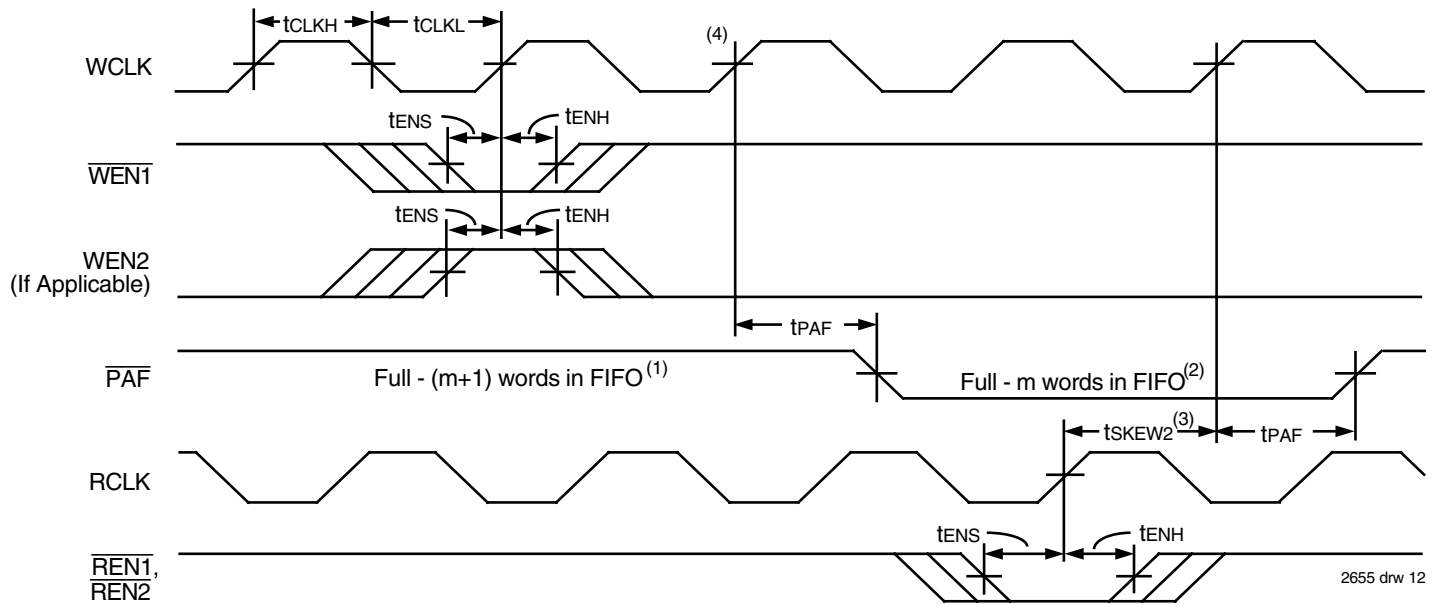 tCLKH
tCLKL
(4)
WCLK
tENS
tENH
WEN1
tENS
tENH
WEN2
(If Applicable)
tPAF
PAF
Full - (m+1) words in FIFO(1)
Full - m words in FIFO(2)
tSKEW2(3)
tPAF
RCLK
tENS
tENH
REN1,
REN2
2655 drw 12